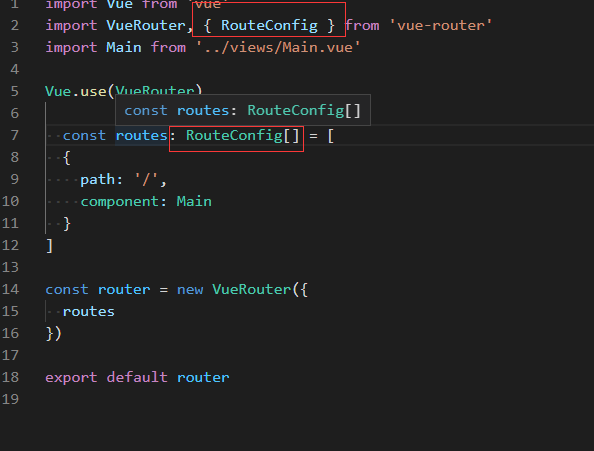 1 import Vue from 'vue'
2 import VueRouter, { RouteConfig } from 'vue-router'
3 import Main from '../views/Main.vue'
4
5 Vue.use(VueRouter)
6 const routes: RouteConfig[]
7 const routes: RouteConfig[] = [
8 {
9 path: '/',
10 component: Main
11 }
12 ]
13
14 const router = new VueRouter({
15 routes
16 })
17
18 export default router
19